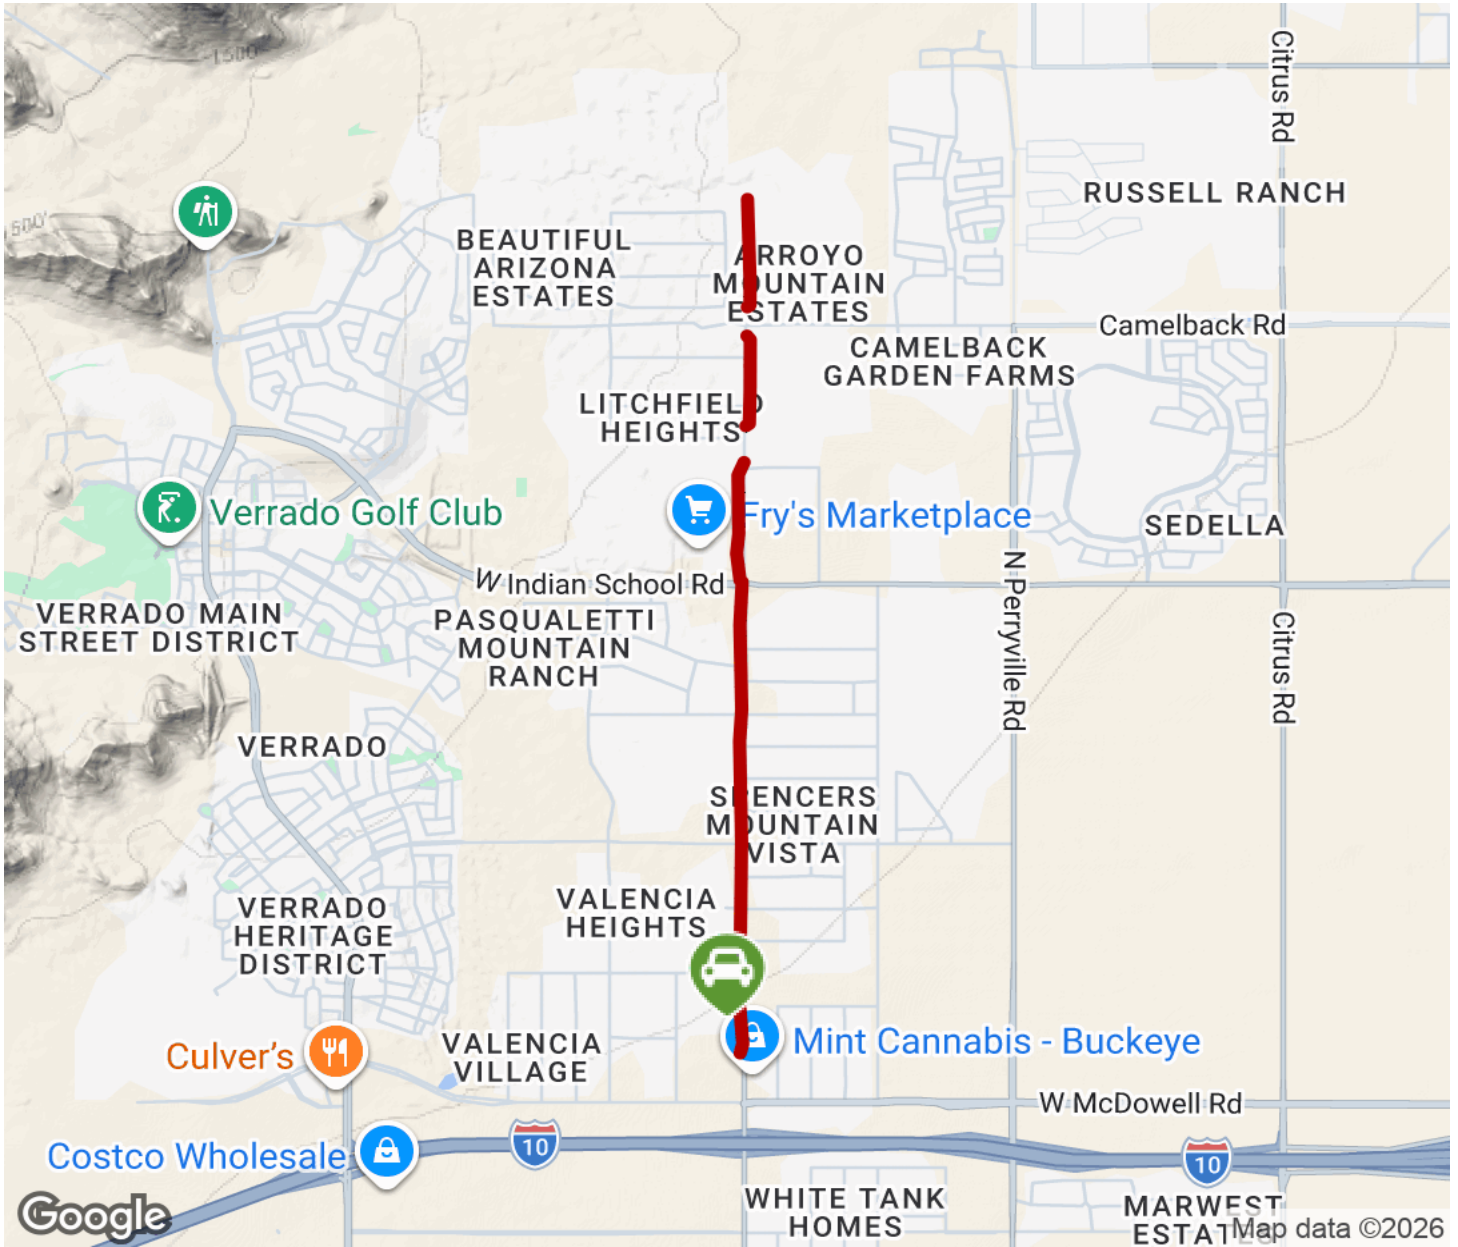 1500
Citrus Rd
RUSSELL RANCH
BEAUTIFUL
ARIZONA
ESTATES
ARROYO
MOUNTAIN
ESTATES
Camelback Rd
CAMELBACK
GARDEN FARMS
LITCHFIELD
HEIGHTS
Verrado Golf Club
Fry's Marketplace
SEDELLA
W Indian School Rd
N Perryville Rd
VERRADO MAIN
STREET DISTRICT
PASQUALETTI
MOUNTAIN
RANCH
Citrus Rd
VERRADO
SPENCERS
MOUNTAIN
VISTA
VALENCIA
HEIGHTS
VERRADO
HERITAGE
DISTRICT
Culver's
VALENCIA
VILLAGE
Mint Cannabis - Buckeye
W McDowell Rd
Costco Wholesale
10
10
WHITE TANK
HOMES
MARWEST
ESTATES
Google
Map data ©2026